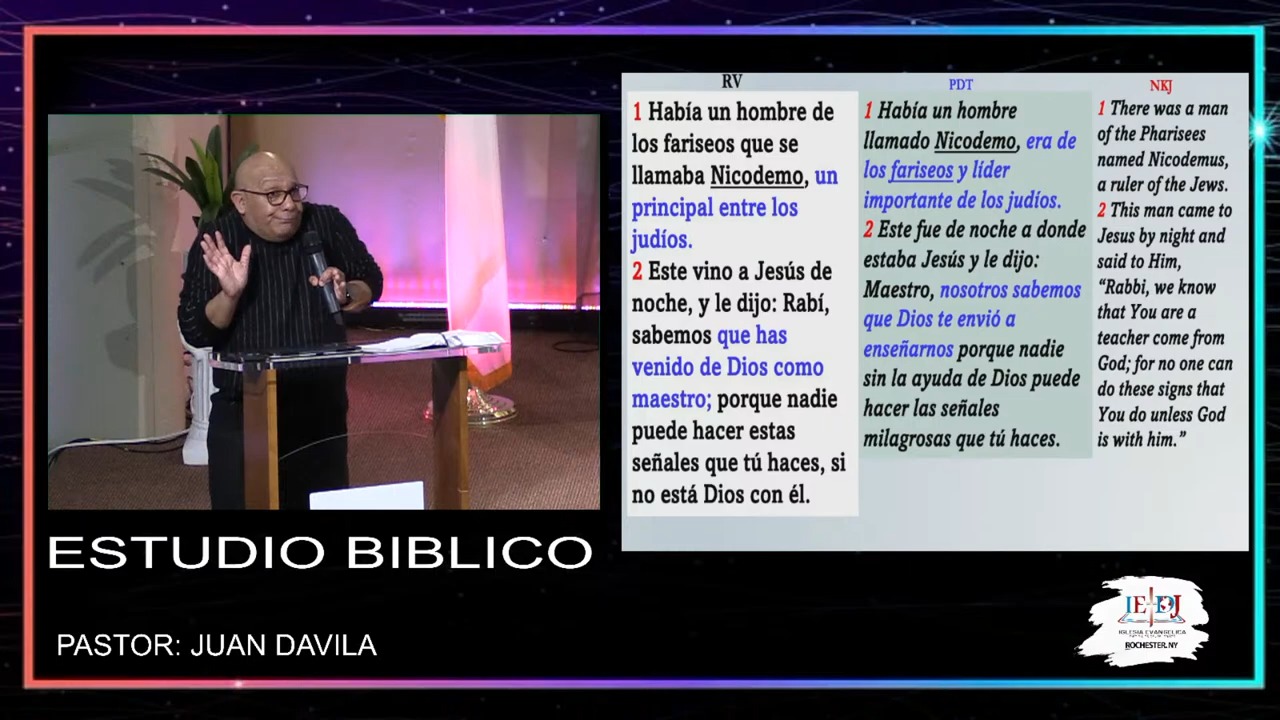 RV
1 Había un hombre de
los fariseos que se
llamaba Nicodemo, un
principal entre los
judíos.
2 Este vino a Jesús de
noche, y le dijo: Rabí,
sabemos que has
venido de Dios como
maestro; porque nadie
puede hacer estas
señales que tú haces, si
no está Dios con él.
PDT
1 Había un hombre
llamado Nicodemo, era de
los fariseos y líder
importante de los judíos.
2 Este fue de noche a donde
estaba Jesús y le dijo:
Maestro, nosotros sabemos
que Dios te envió a
enseñarnos porque nadie
sin la ayuda de Dios puede
hacer las señales
milagrosas que tú haces.
NKJ
1 There was a man
of the Pharisees
named Nicodemus,
a ruler of the Jews.
2 This man came to
Jesus by night and
said to Him,
“Rabbi, we know
that You are a
teacher come from
God; for no one can
do these signs that
You do unless God
is with him.”
ESTUDIO BIBLICO
PASTOR: JUAN DAVILA
IGLESIA EVANGELICA
ROCHESTER, NY